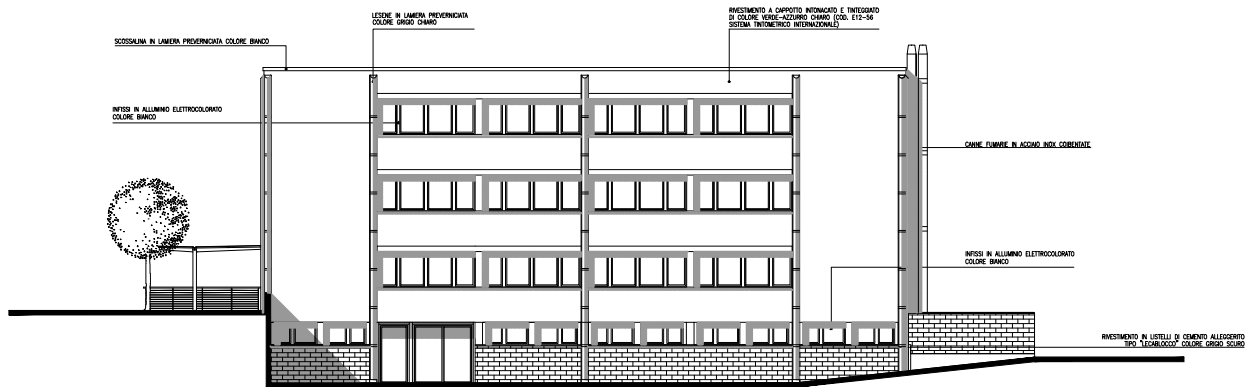 LESENE IN LAMIERA PREVERNICIATA
COLORE GRIGIO CHIARO
RIVESTIMENTO A CAPPOTTO INTONACATO E TINTEGGIATO
DI COLORE VERDE-AZZURRO CHIARO (COD. E12-56
SISTEMA TINTOMETRICO INTERNAZIONALE)
SCOSSALINA IN LAMIERA PREVERNICIATA COLORE BIANCO
INFISSI IN ALLUMINIO ELETTROCOLORATO
COLORE BIANCO
CANNE FUMARIE IN ACCIAIO INOX COIBENTATE
INFISSI IN ALLUMINIO ELETTROCOLORATO
COLORE BIANCO
RIVESTIMENTO IN LISTELLI DI CEMENTO ALLEGGERITO
TIPO "LECABLOCCO" COLORE GRIGIO SCURO